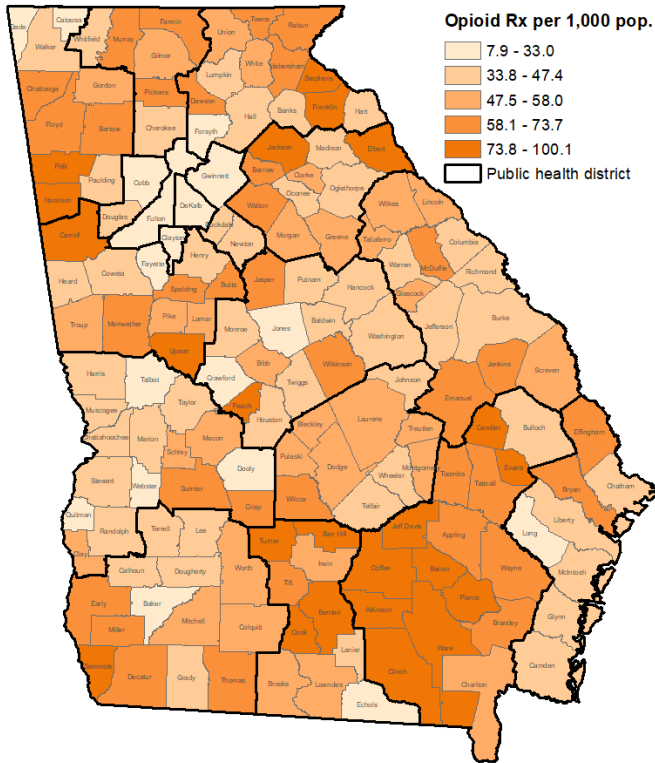 Opioid Rx per 1,000 pop.
7.9 - 33.0
33.8 - 47.4
47.5 - 58.0
58.1 - 73.7
73.8 - 100.1
Public health district
Dade
Catoosa
Walker
Whitfield
Murray
Fannin
Union
Towns
Rabun
Gilmer
White
Habersham
Lumpkin
Stephens
Chattooga
Gordon
Pickens
Dawson
Franklin
Hart
Hall
Banks
Floyd
Bartow
Cherokee
Forsyth
Jackson
Madison
Elbert
Polk
Paulding
Cobb
Gwinnett
Barrow
Clarke
Oglethorpe
Oconee
Haralson
Douglas
Fulton
DeKalb
Walton
Wilkes
Lincoln
Carroll
Clayton
Rockdale
Newton
Morgan
Greene
Taliaferro
Columbia
Fayette
Henry
McDuffie
Warren
Richmond
Heard
Coweta
Spalding
Butts
Jasper
Putnam
Hancock
Glascock
Troup
Meriwether
Pike
Lamar
Monroe
Jones
Baldwin
Washington
Jefferson
Burke
Upson
Harris
Talbot
Crawford
Bibb
Wilkinson
Twiggs
Johnson
Jenkins
Screven
Emanuel
Muscogee
Taylor
Peach
Houston
Chattahoochee
Marion
Macon
Bleckley
Laurens
Treutlen
Candler
Bulloch
Effingham
Schley
Pulaski
Dodge
Montgomery
Wheeler
Toombs
Tattnall
Evans
Bryan
Chatham
Stewart
Webster
Sumter
Dooly
Crisp
Wilcox
Telfair
Quitman
Randolph
Terrell
Lee
Turner
Ben Hill
Jeff Davis
Appling
Long
Liberty
Clay
Calhoun
Dougherty
Worth
Irwin
Tift
Coffee
Bacon
Wayne
McIntosh
Early
Baker
Mitchell
Colquitt
Cook
Berrien
Atkinson
Pierce
Brantley
Glynn
Miller
Lanier
Ware
Seminole
Decatur
Grady
Thomas
Brooks
Lowndes
Clinch
Charlton
Camden
Echols